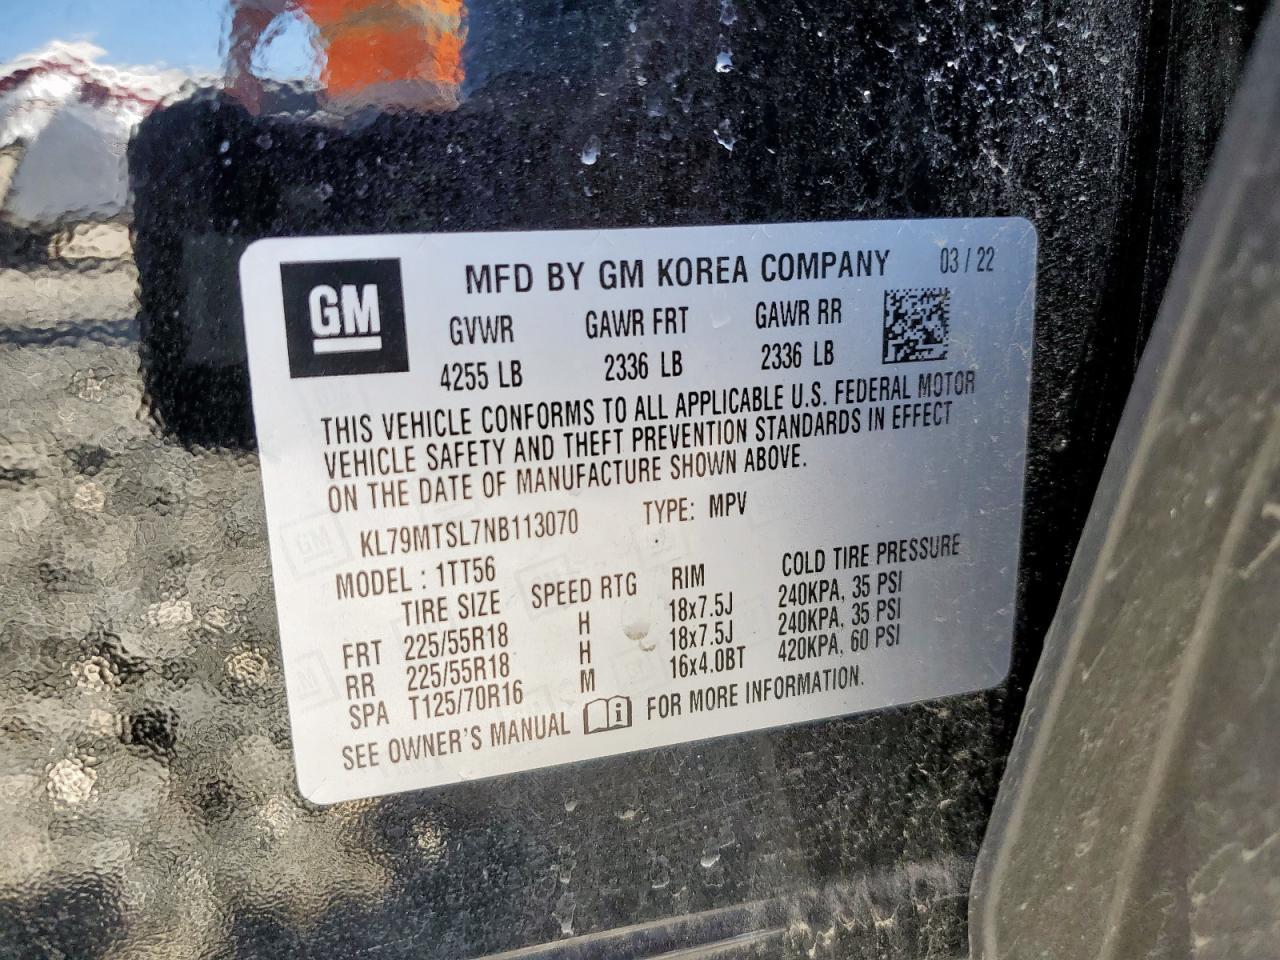 GM
MFD BY GM KOREA COMPANY 03 / 22
GVWR GAWR FRT GAWR RR
4255 LB 2336 LB 2336 LB
THIS VEHICLE CONFORMS TO ALL APPLICABLE U.S. FEDERAL MOTOR
VEHICLE SAFETY AND THEFT PREVENTION STANDARDS IN EFFECT
ON THE DATE OF MANUFACTURE SHOWN ABOVE.
KL79MTSL7NB113070 TYPE: MPV
MODEL : 1TT56
TIRE SIZE SPEED RTG RIM COLD TIRE PRESSURE
FRT 225/55R18 H 18x7.5J 240KPA, 35 PSI
RR 225/55R18 H 18x7.5J 240KPA, 35 PSI
SPA T125/70R16 M 16x4.0BT 420KPA, 60 PSI
SEE OWNER'S MANUAL i FOR MORE INFORMATION.